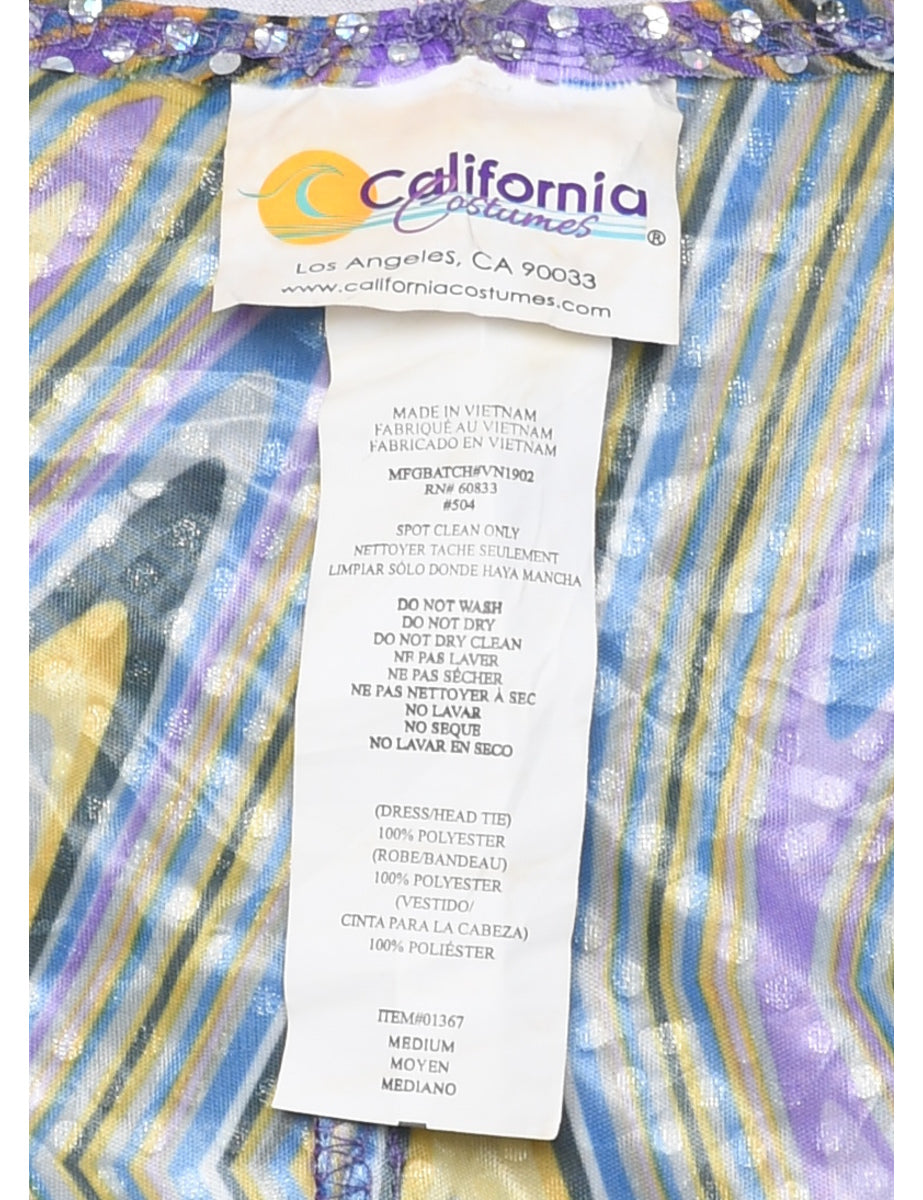 California
Costumes ®
Los Angeles, CA 90033
www.californiacostumes.com
MADE IN VIETNAM
FABRIQUÉ AU VIETNAM
FABRICADO EN VIETNAM
MFGBATCH#VN1902
RN# 60833
#504
SPOT CLEAN ONLY
NETTOYER TACHE SEULEMENT
LIMPIAR SÓLO DONDE HAYA MANCHA
DO NOT WASH
DO NOT DRY
DO NOT DRY CLEAN
NE PAS LAVER
NE PAS SÉCHER
NE PAS NETTOYER À SEC
NO LAVAR
NO SEQUE
NO LAVAR EN SECO
(DRESS/HEAD TIE)
100% POLYESTER
(ROBE/BANDEAU)
100% POLYESTER
(VESTIDO/
CINTA PARA LA CABEZA)
100% POLIÉSTER
ITEM#01367
MEDIUM
MOYEN
MEDIANO